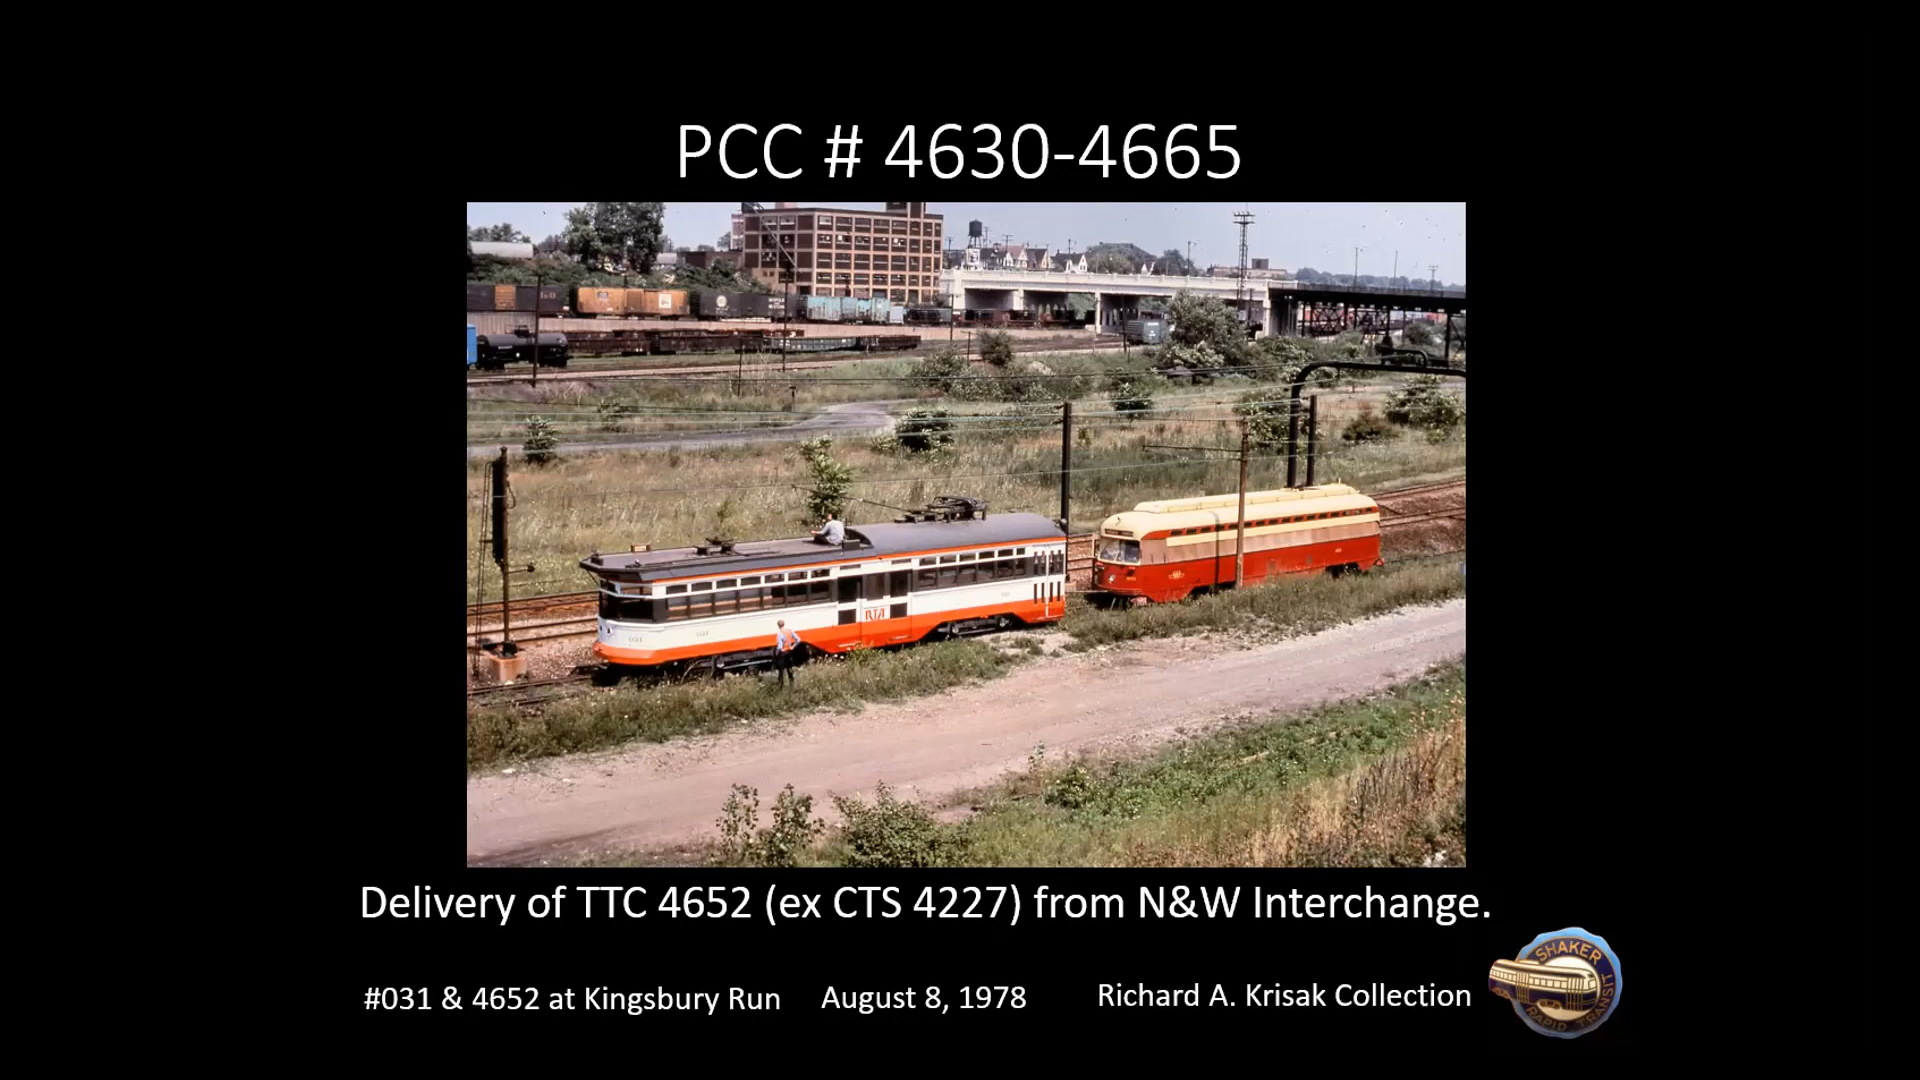 PCC # 4630-4665
RTA
Delivery of TTC 4652 (ex CTS 4227) from N&W Interchange.
#031 & 4652 at Kingsbury Run
August 8, 1978
Richard A. Krisak Collection
SHAKER
RAPID TRANSIT